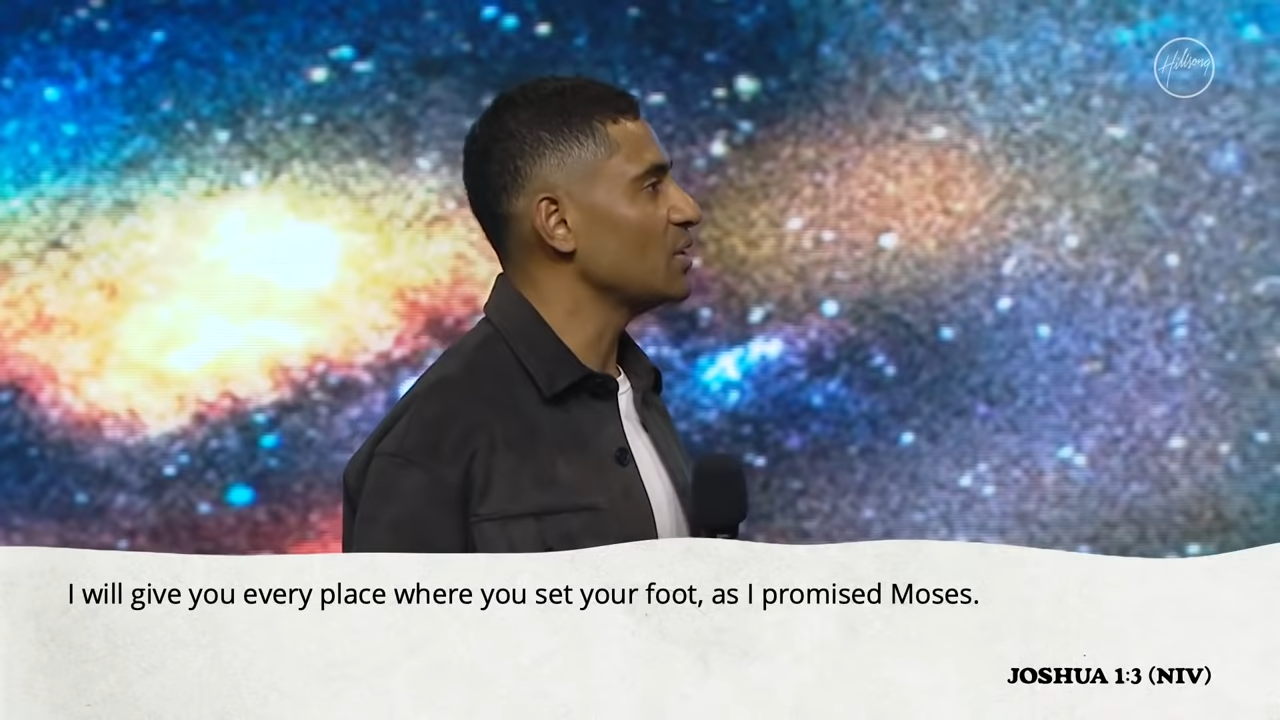 Hillsong
I will give you every place where you set your foot, as I promised Moses.
JOSHUA 1:3 (NIV)